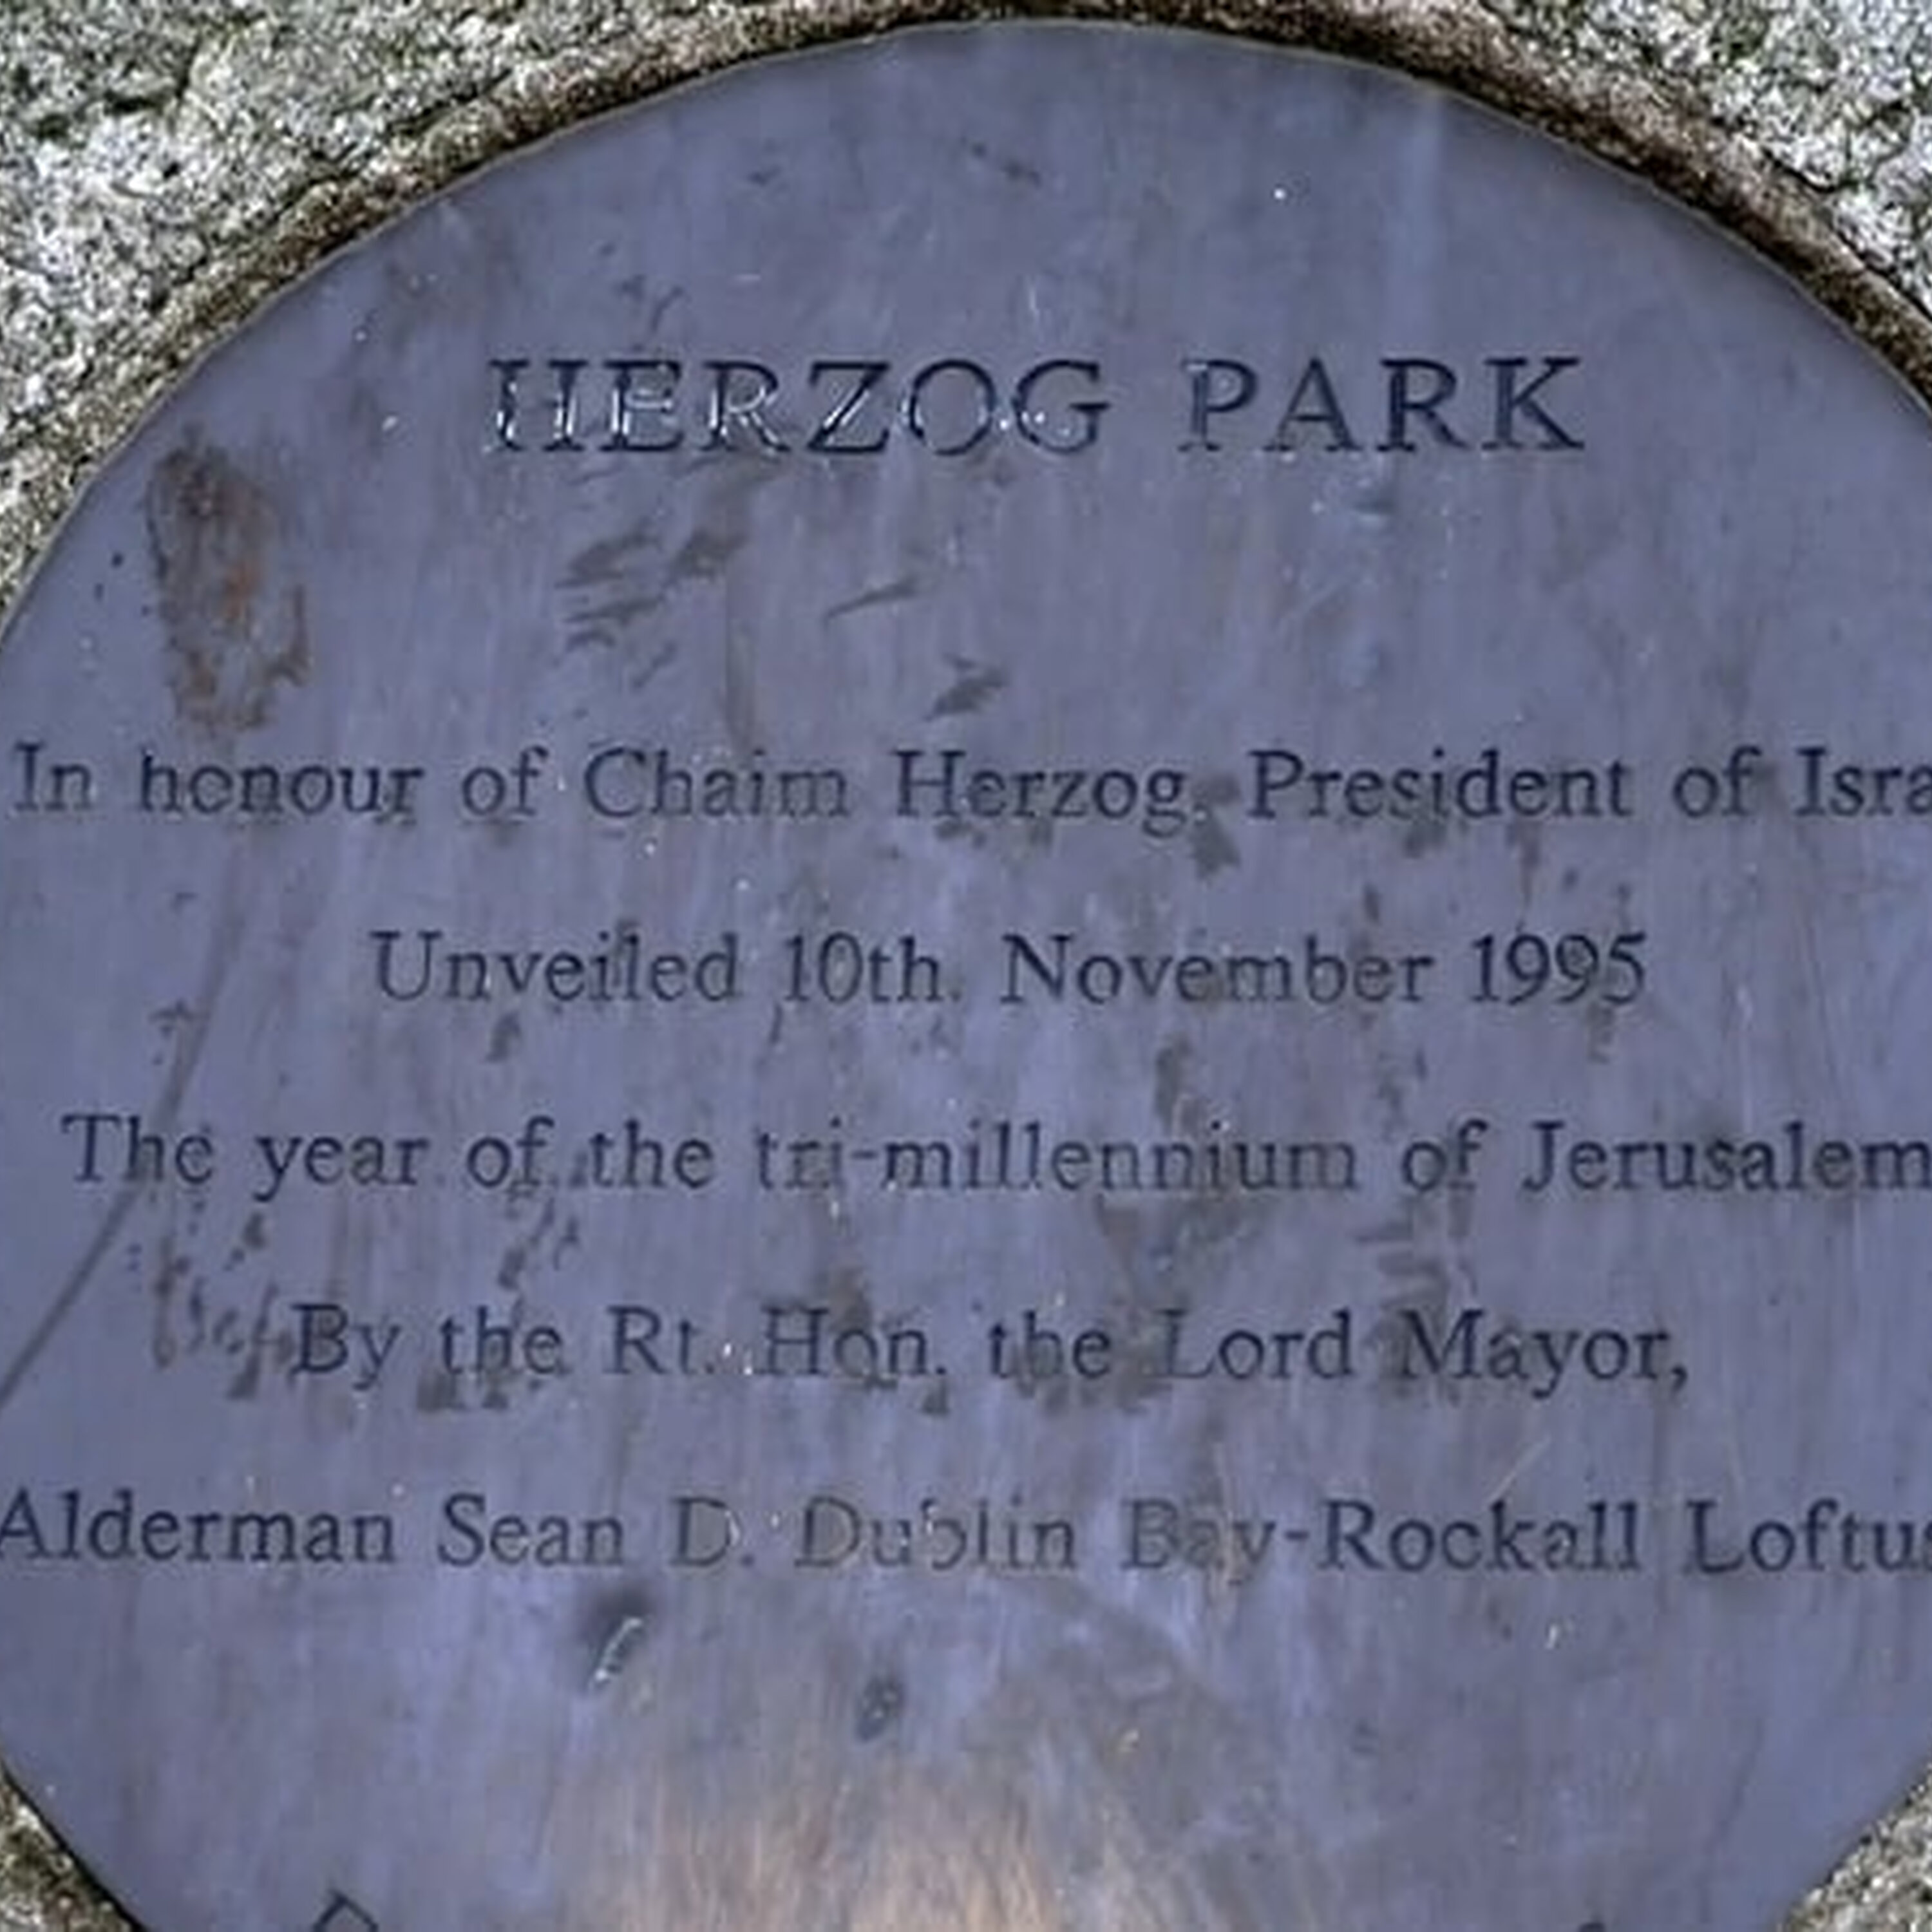 HERZOG PARK
In honour of Chaim Herzog, President of Isra
Unveiled 10th. November 1995
The year of the tri-millennium of Jerusalem
By the Rt. Hon. the Lord Mayor,
Alderman Sean D. Dublin Bay-Rockall Loftus